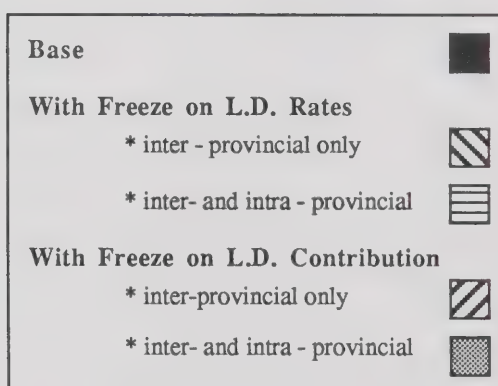 Base
With Freeze on L.D. Rates
* inter - provincial only
* inter- and intra - provincial
With Freeze on L.D. Contribution
* inter-provincial only
* inter- and intra - provincial